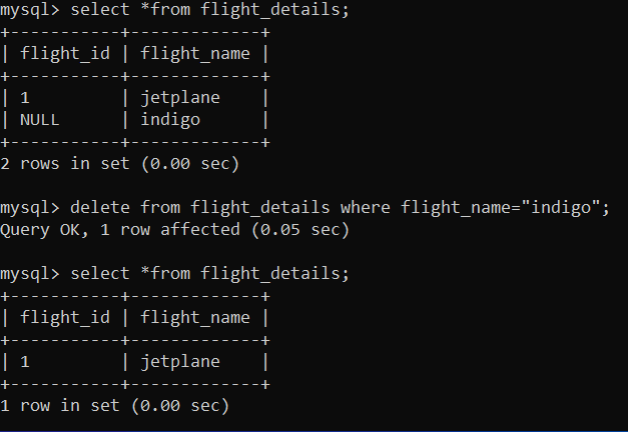 mysql> select *from flight_details;
+-----------+-------------+
| flight_id | flight_name |
+-----------+-------------+
| 1         | jetplane    |
| NULL      | indigo      |
+-----------+-------------+
2 rows in set (0.00 sec)

mysql> delete from flight_details where flight_name="indigo";
Query OK, 1 row affected (0.05 sec)

mysql> select *from flight_details;
+-----------+-------------+
| flight_id | flight_name |
+-----------+-------------+
| 1         | jetplane    |
+-----------+-------------+
1 row in set (0.00 sec)